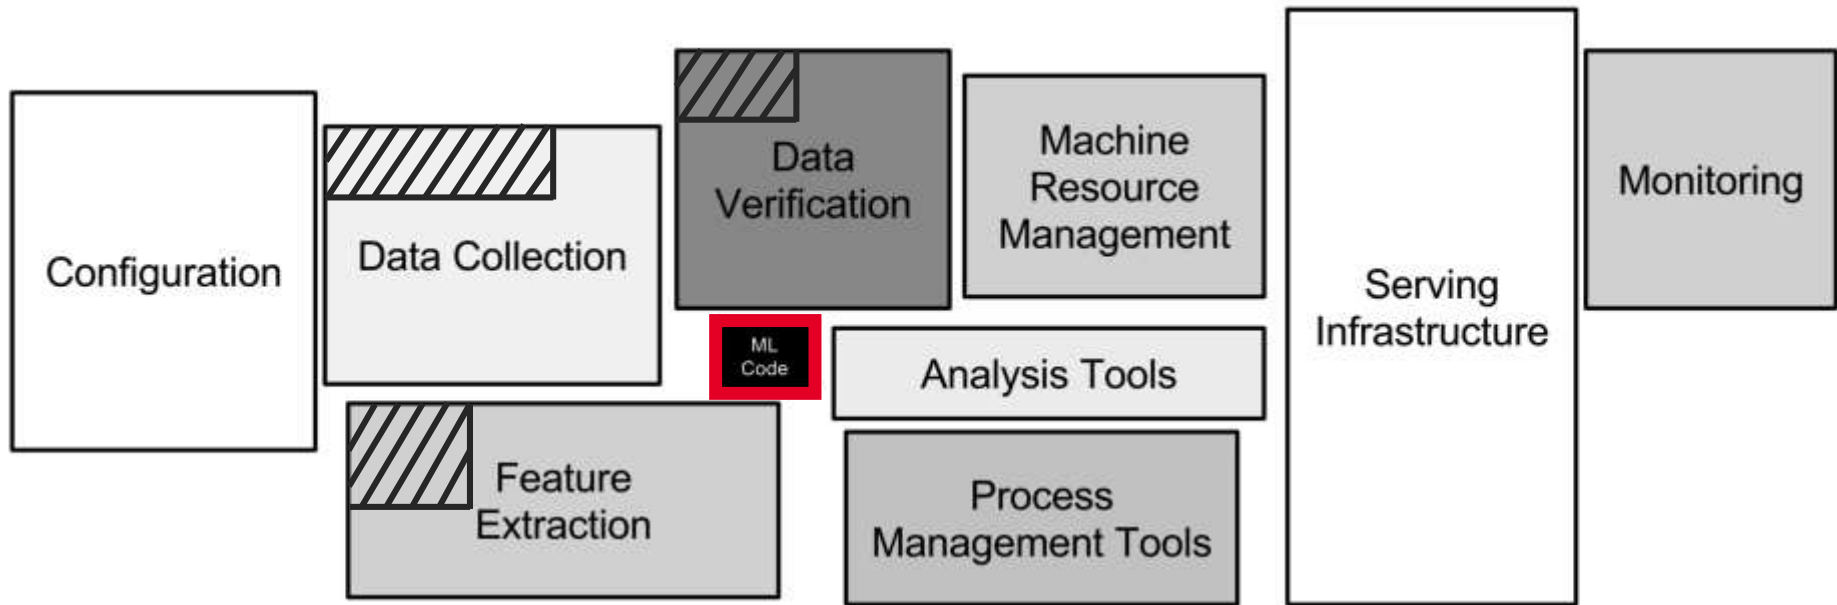 Configuration
Data Collection
Data
Verification
Machine
Resource
Management
Serving
Infrastructure
Monitoring
ML
Code
Analysis Tools
Feature
Extraction
Process
Management Tools